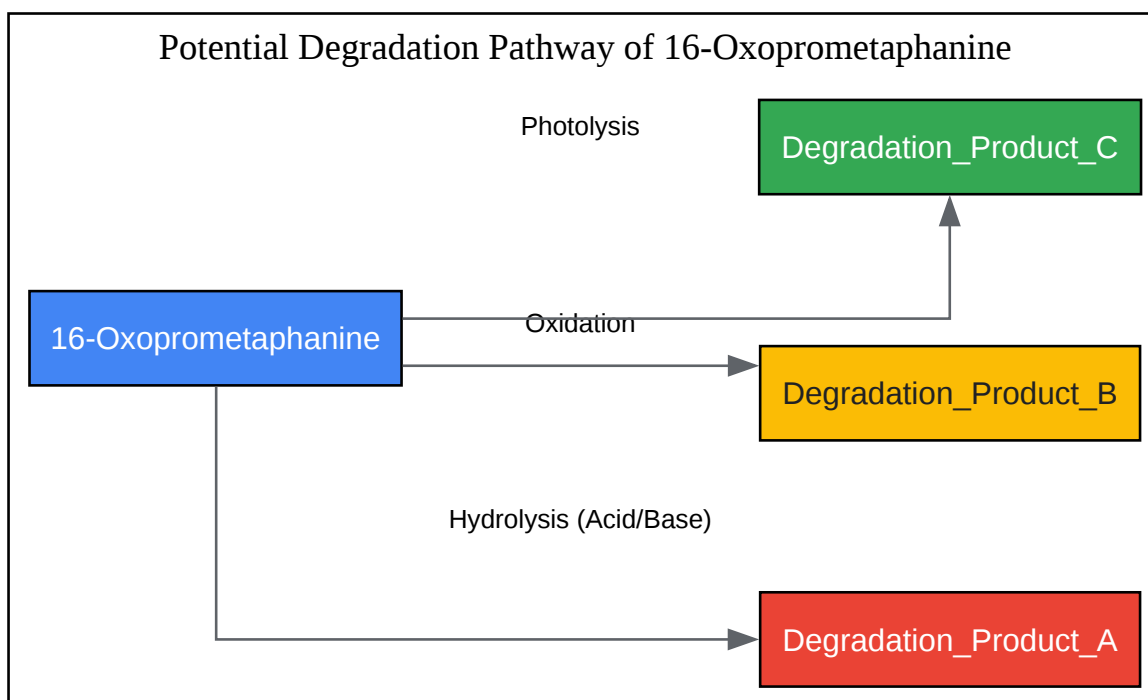 Potential Degradation Pathway of 16-Oxoprometaphanine
Photolysis
Degradation_Product_C
16-Oxoprometaphanine
Oxidation
Degradation_Product_B
Hydrolysis (Acid/Base)
Degradation_Product_A